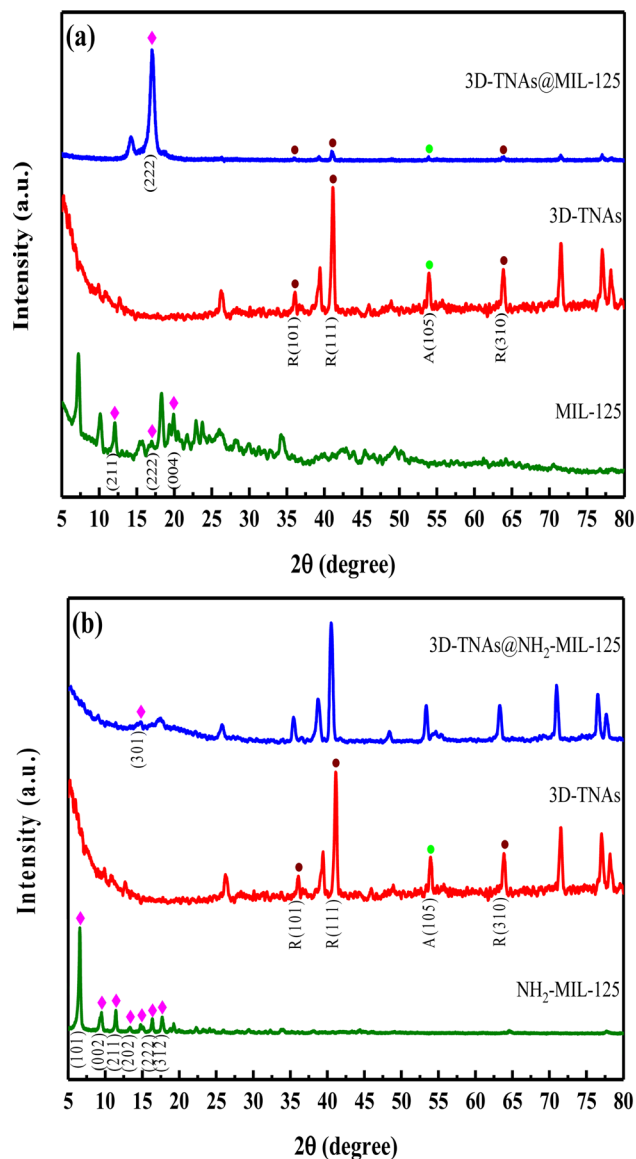 (a)
3D-TNAs@MIL-125
(222)
3D-TNAs
R(101)
R(111)
A(105)
R(310)
MIL-125
(211)
(222)
(004)
Intensity (a.u.)
5 10 15 20 25 30 35 40 45 50 55 60 65 70 75 80
2θ (degree)
(b)
3D-TNAs@NH₂-MIL-125
(301)
3D-TNAs
R(101)
R(111)
A(105)
R(310)
NH₂-MIL-125
(101)
(002)
(211)
(202)
(222)
(312)
Intensity (a.u.)
5 10 15 20 25 30 35 40 45 50 55 60 65 70 75 80
2θ (degree)